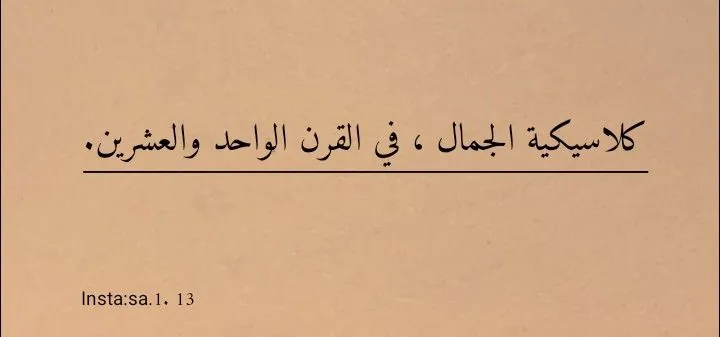 كلاسيكية الجمال ، في القرن الواحد والعشرين.
Insta:sa.1. 13